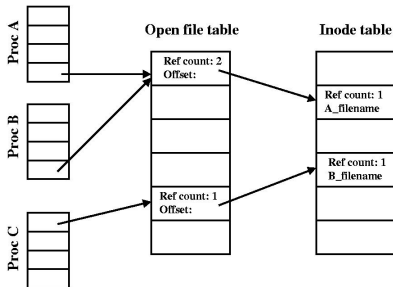 Proc A
Proc B
Proc C
Open file table
Ref count: 2
Offset:
Ref count: 1
Offset:
Inode table
Ref count: 1
A_filename
Ref count: 1
B_filename